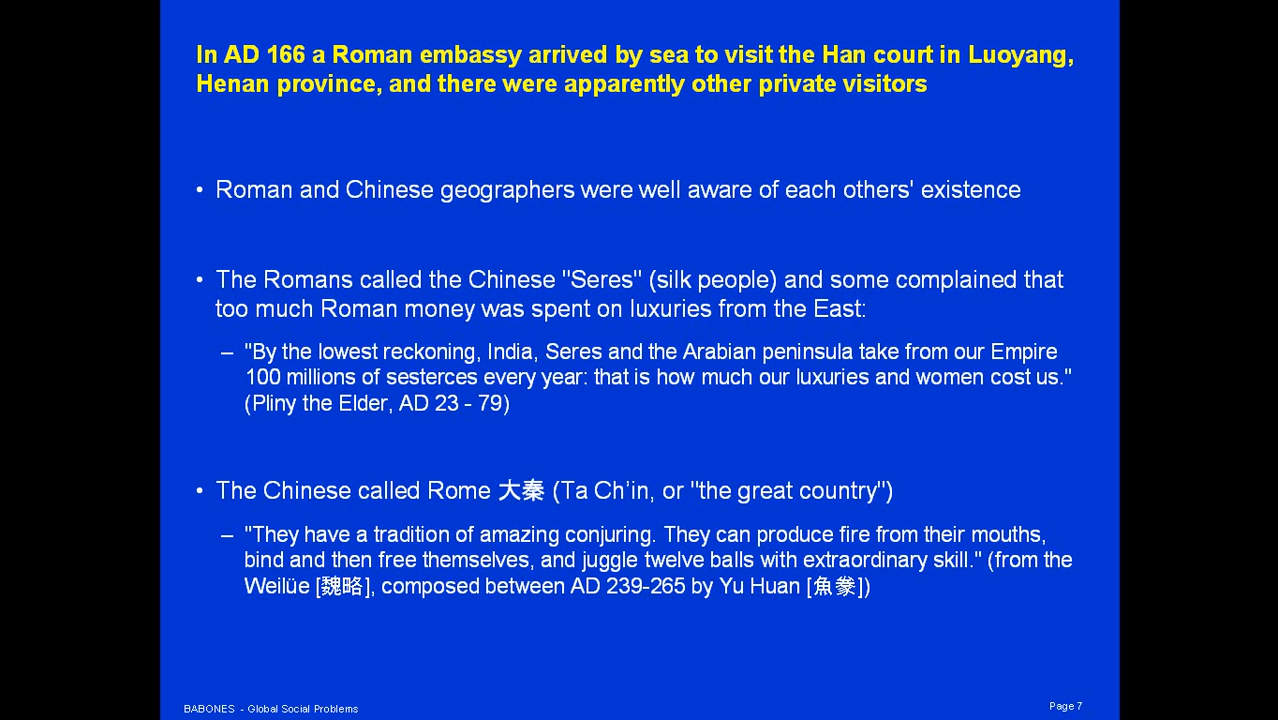 In AD 166 a Roman embassy arrived by sea to visit the Han court in Luoyang,
Henan province, and there were apparently other private visitors
• Roman and Chinese geographers were well aware of each others' existence
• The Romans called the Chinese "Seres" (silk people) and some complained that
too much Roman money was spent on luxuries from the East:
– "By the lowest reckoning, India, Seres and the Arabian peninsula take from our Empire
100 millions of sesterces every year: that is how much our luxuries and women cost us."
(Pliny the Elder, AD 23 - 79)
• The Chinese called Rome 大秦 (Ta Ch’in, or "the great country")
– "They have a tradition of amazing conjuring. They can produce fire from their mouths,
bind and then free themselves, and juggle twelve balls with extraordinary skill." (from the
Weilüe [魏略], composed between AD 239-265 by Yu Huan [魚豢])
BABONES - Global Social Problems
Page 7